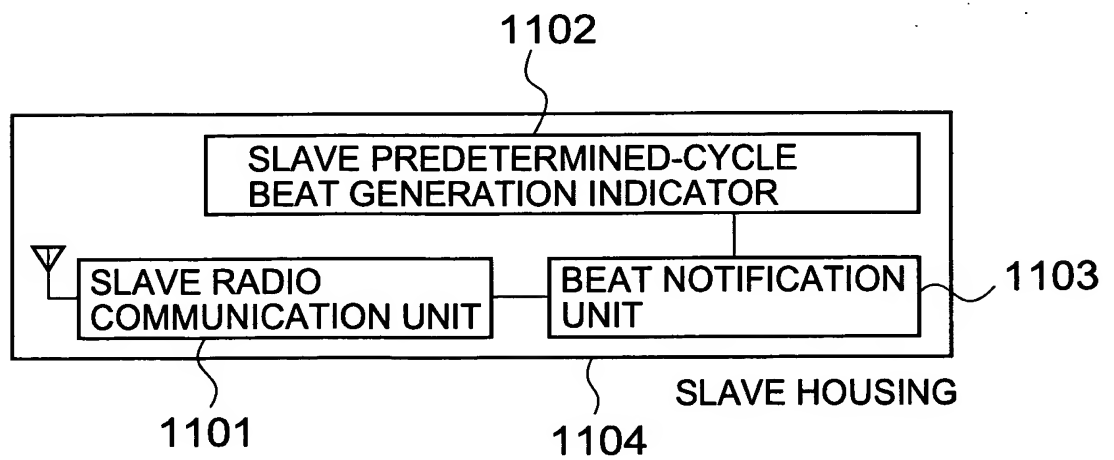 1102
SLAVE PREDETERMINED-CYCLE
BEAT GENERATION INDICATOR
SLAVE RADIO
COMMUNICATION UNIT
BEAT NOTIFICATION
UNIT
1103
SLAVE HOUSING
1101
1104